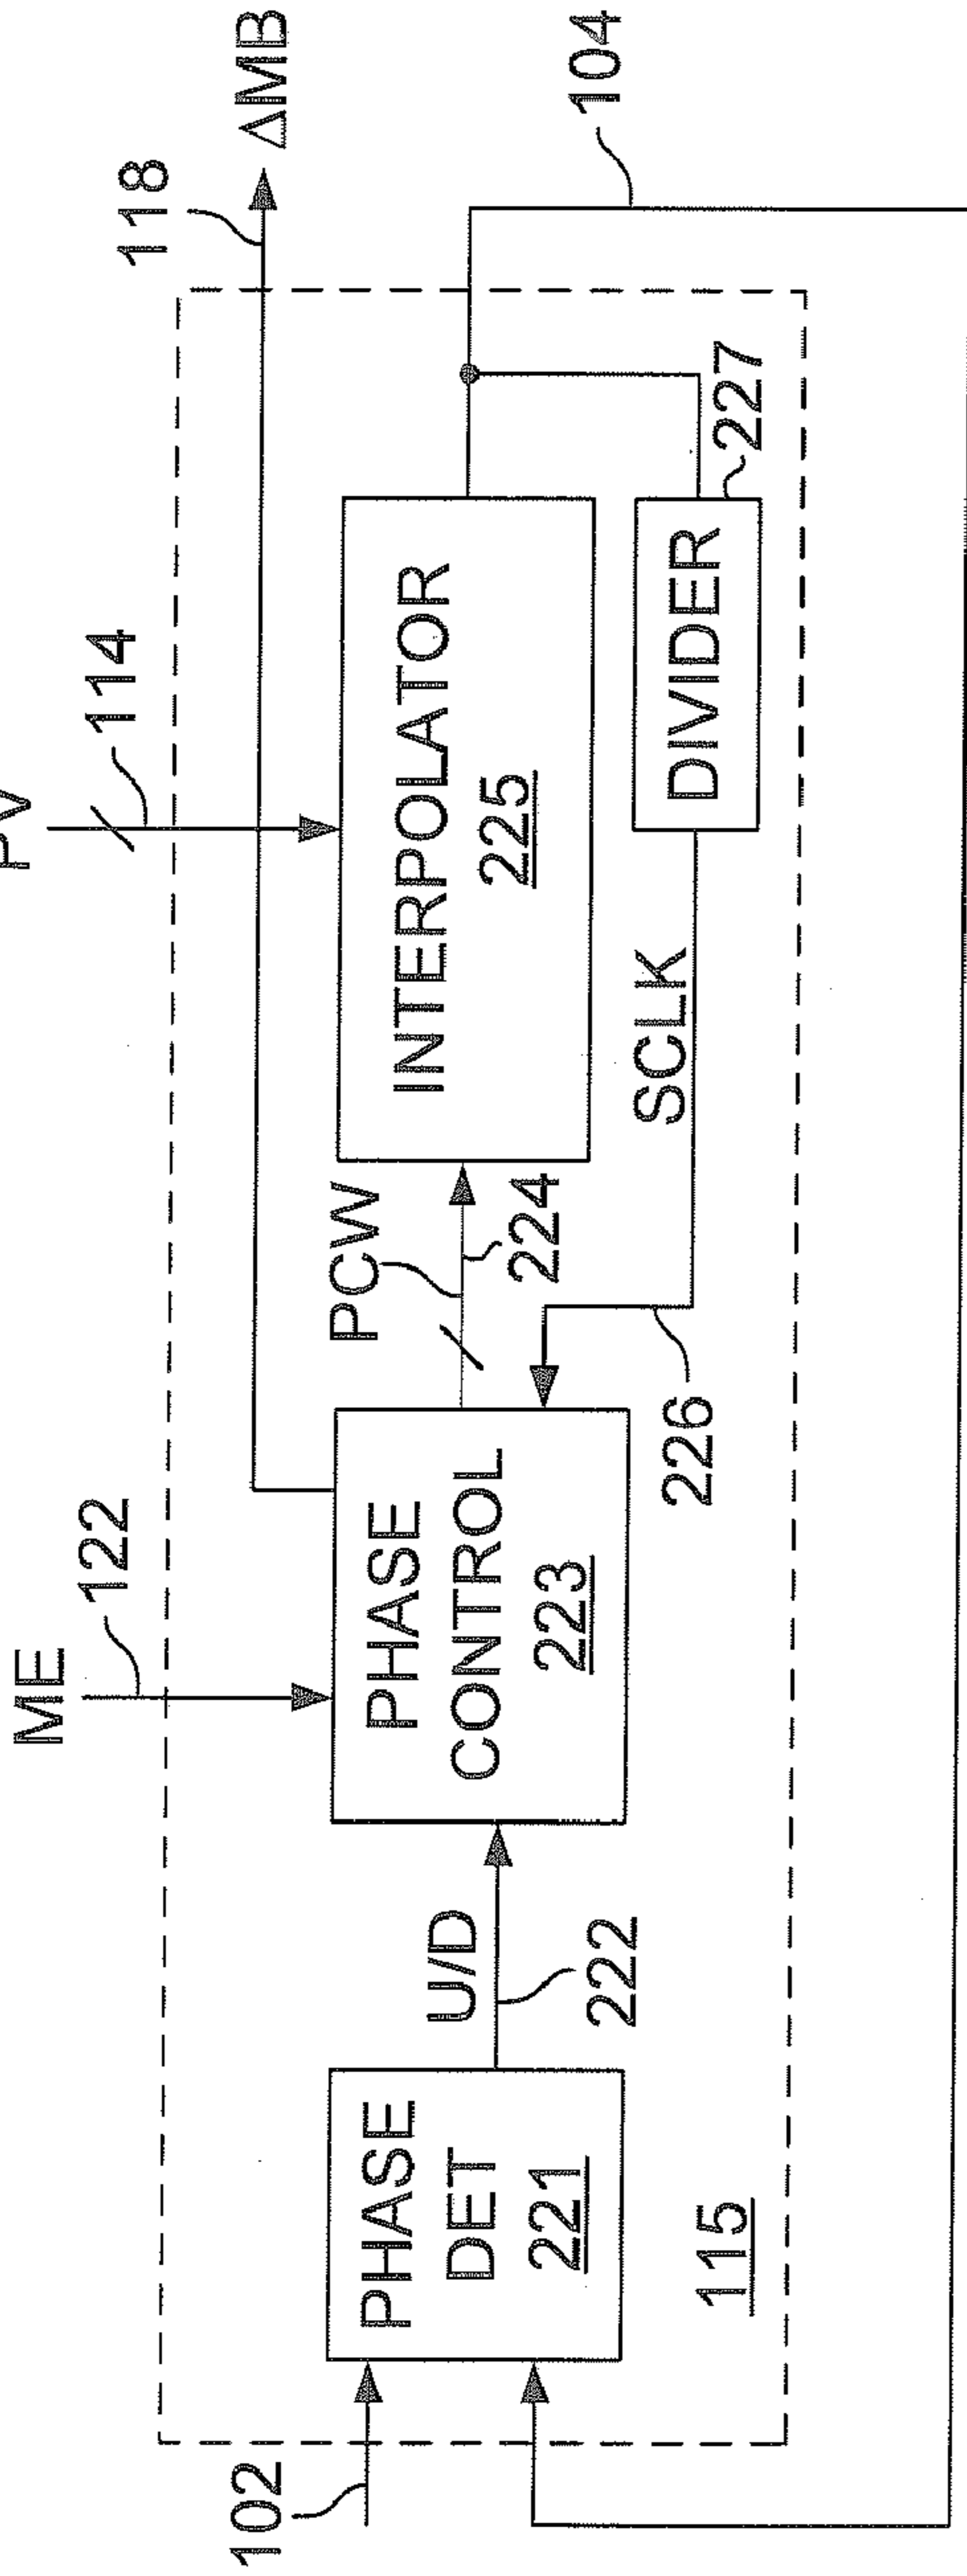 ME
122
PV
114
118
ΔMB
102
PHASE
DET
221
U/D
222
PHASE
CONTROL
223
PCW
224
INTERPOLATOR
225
104
226
SCLK
DIVIDER
227
115